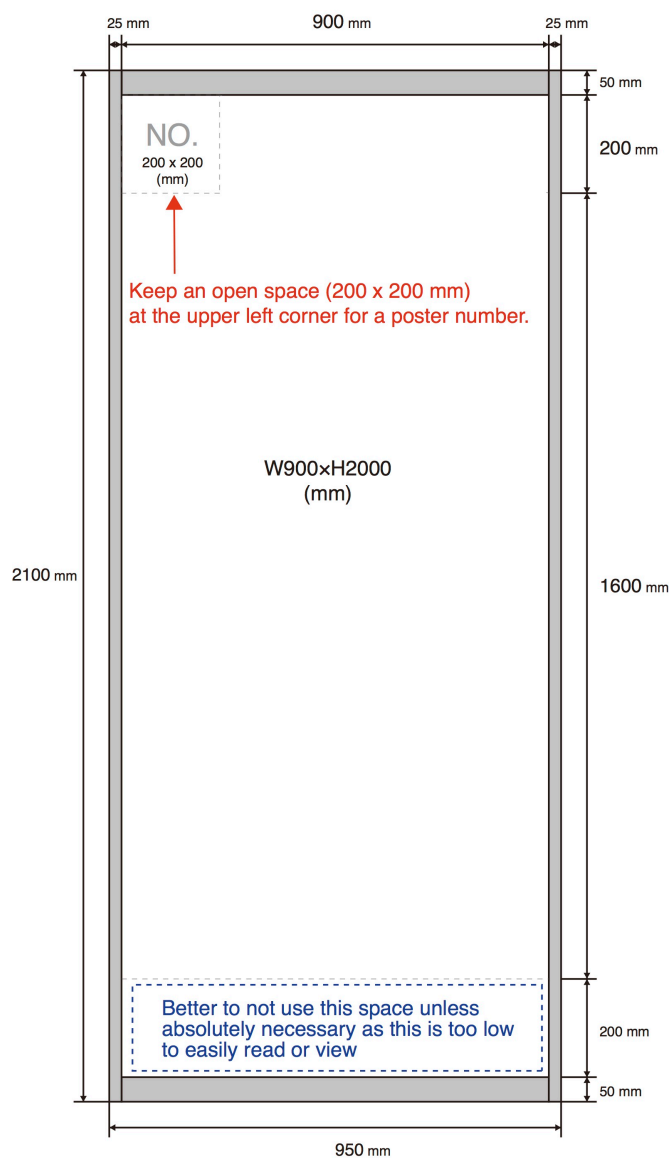 25 mm
900 mm
25 mm
50 mm
NO.
200 x 200
(mm)
200 mm
Keep an open space (200 x 200 mm)
at the upper left corner for a poster number.
W900×H2000
(mm)
2100 mm
1600 mm
Better to not use this space unless
absolutely necessary as this is too low
to easily read or view
200 mm
50 mm
950 mm